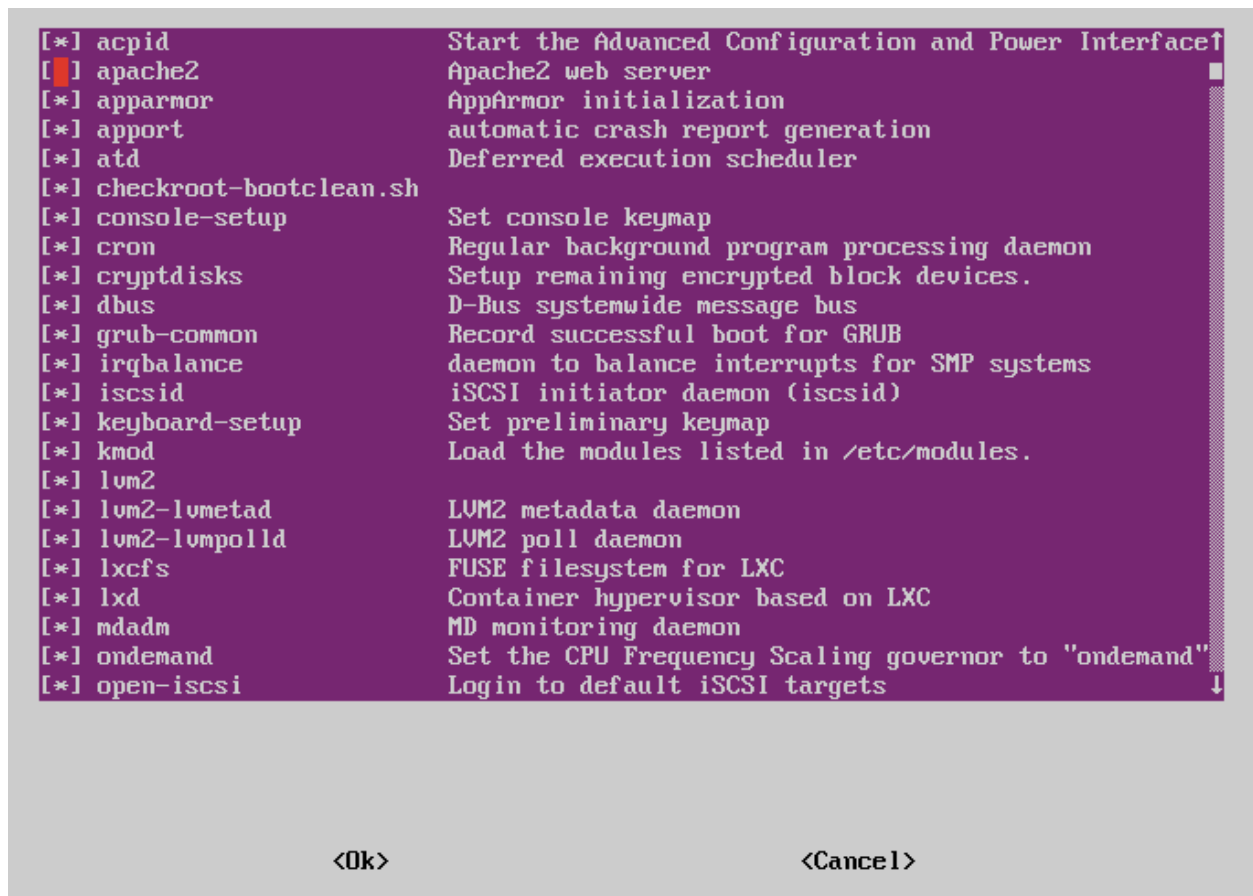 [*] acpid Start the Advanced Configuration and Power Interface↑
[ ] apache2 Apache2 web server
[*] apparmor AppArmor initialization
[*] apport automatic crash report generation
[*] atd Deferred execution scheduler
[*] checkroot-bootclean.sh
[*] console-setup Set console keymap
[*] cron Regular background program processing daemon
[*] cryptdisks Setup remaining encrypted block devices.
[*] dbus D-Bus systemwide message bus
[*] grub-common Record successful boot for GRUB
[*] irqbalance daemon to balance interrupts for SMP systems
[*] iscsid iSCSI initiator daemon (iscsid)
[*] keyboard-setup Set preliminary keymap
[*] kmod Load the modules listed in /etc/modules.
[*] lvm2
[*] lvm2-lvmetad LVM2 metadata daemon
[*] lvm2-lvmpolld LVM2 poll daemon
[*] lxcfs FUSE filesystem for LXC
[*] lxd Container hypervisor based on LXC
[*] mdadm MD monitoring daemon
[*] ondemand Set the CPU Frequency Scaling governor to "ondemand"
[*] open-iscsi Login to default iSCSI targets ↓
<Ok> <Cancel>